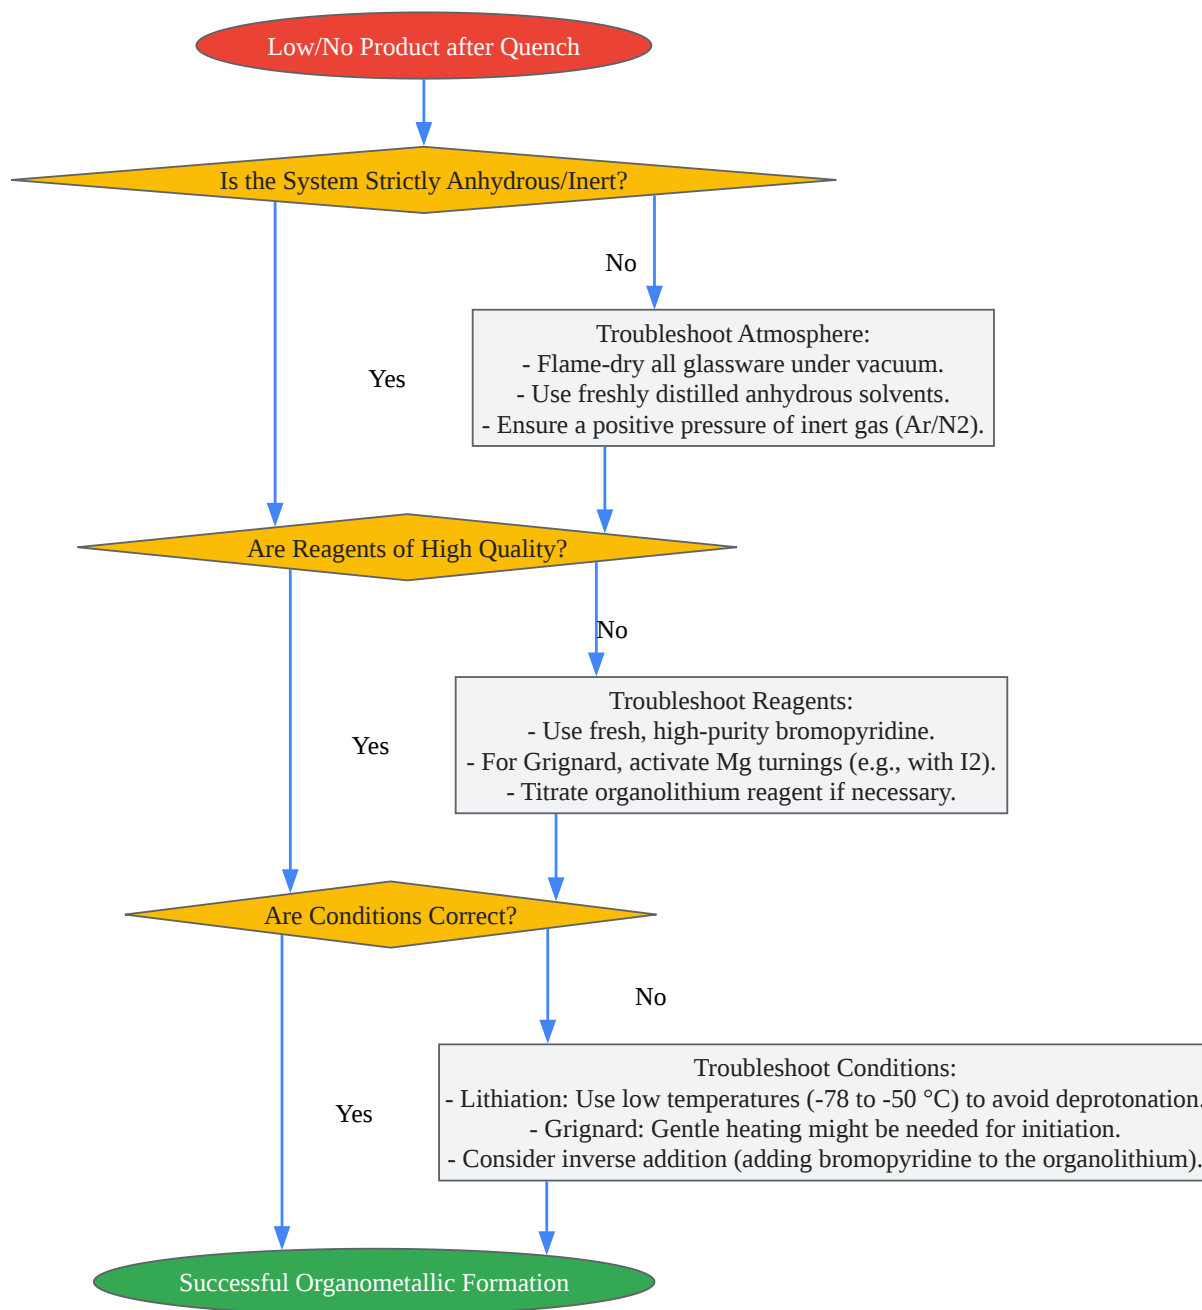 Low/No Product after Quench
Is the System Strictly Anhydrous/Inert?
No
Troubleshoot Atmosphere:
- Flame-dry all glassware under vacuum.
- Use freshly distilled anhydrous solvents.
- Ensure a positive pressure of inert gas (Ar/N2).
Yes
Are Reagents of High Quality?
No
Troubleshoot Reagents:
- Use fresh, high-purity bromopyridine.
- For Grignard, activate Mg turnings (e.g., with I2).
- Titrate organolithium reagent if necessary.
Yes
Are Conditions Correct?
No
Troubleshoot Conditions:
- Lithiation: Use low temperatures (-78 to -50 °C) to avoid deprotonation.
- Grignard: Gentle heating might be needed for initiation.
- Consider inverse addition (adding bromopyridine to the organolithium).
Yes
Successful Organometallic Formation